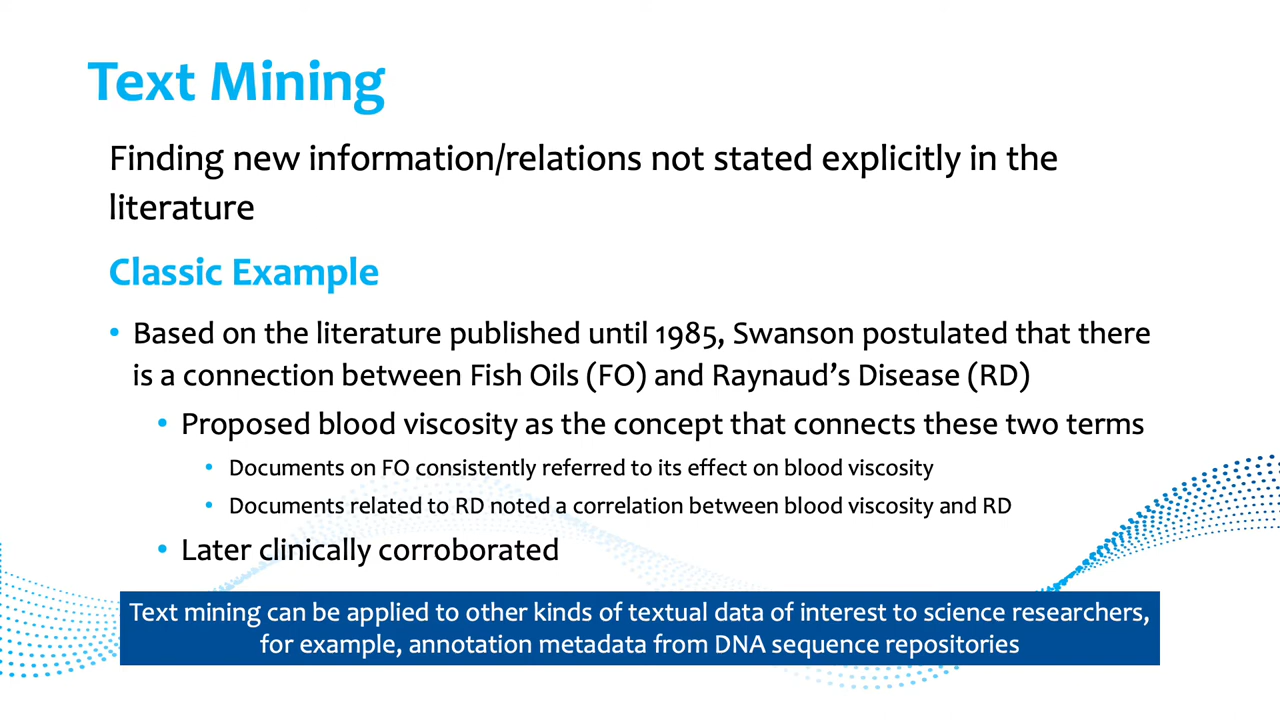 Text Mining
Finding new information/relations not stated explicitly in the
literature
Classic Example
• Based on the literature published until 1985, Swanson postulated that there
is a connection between Fish Oils (FO) and Raynaud’s Disease (RD)
• Proposed blood viscosity as the concept that connects these two terms
• Documents on FO consistently referred to its effect on blood viscosity
• Documents related to RD noted a correlation between blood viscosity and RD
• Later clinically corroborated
Text mining can be applied to other kinds of textual data of interest to science researchers,
for example, annotation metadata from DNA sequence repositories